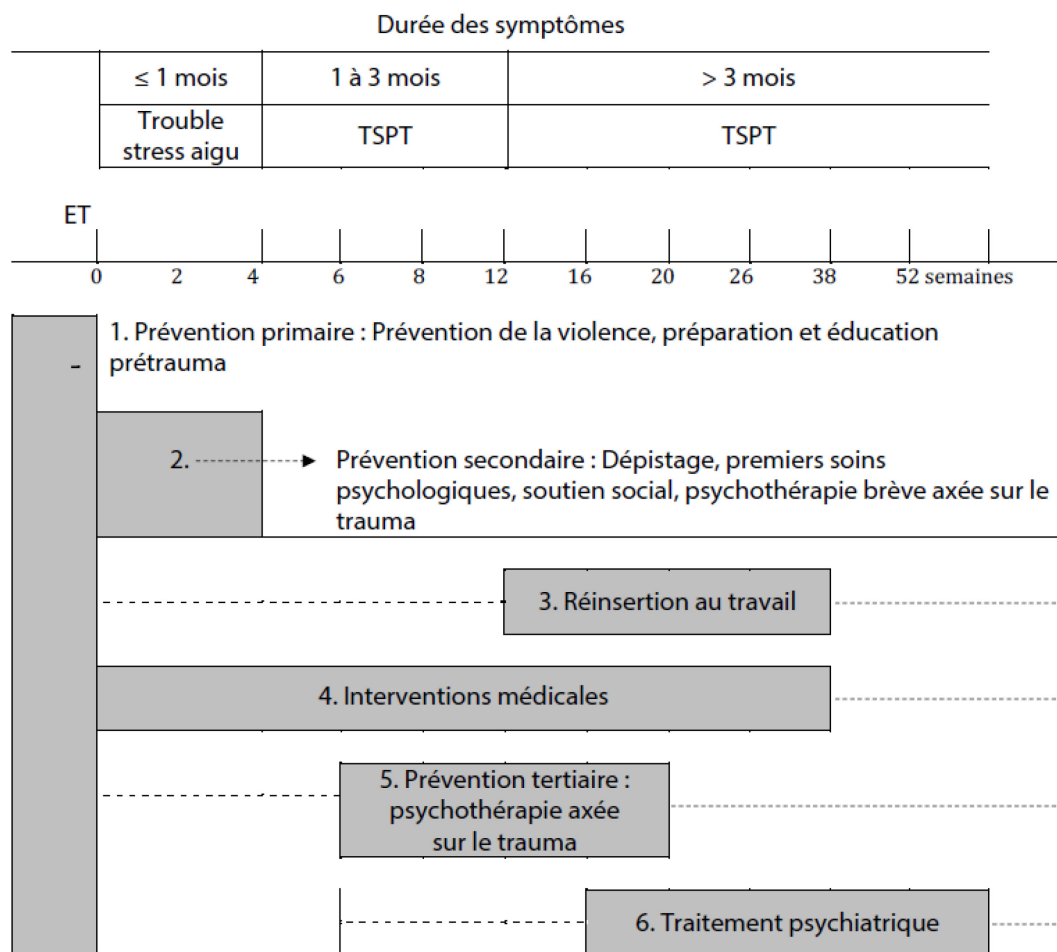 Durée des symptômes
≤ 1 mois 1 à 3 mois > 3 mois
Trouble
stress aigu TSPT TSPT
ET
0 2 4 6 8 12 16 20 26 38 52 semaines
1. Prévention primaire : Prévention de la violence, préparation et éducation
prétrauma
2. Prévention secondaire : Dépistage, premiers soins
psychologiques, soutien social, psychothérapie brève axée sur le
trauma
3. Réinsertion au travail
4. Interventions médicales
5. Prévention tertiaire :
psychothérapie axée
sur le trauma
6. Traitement psychiatrique